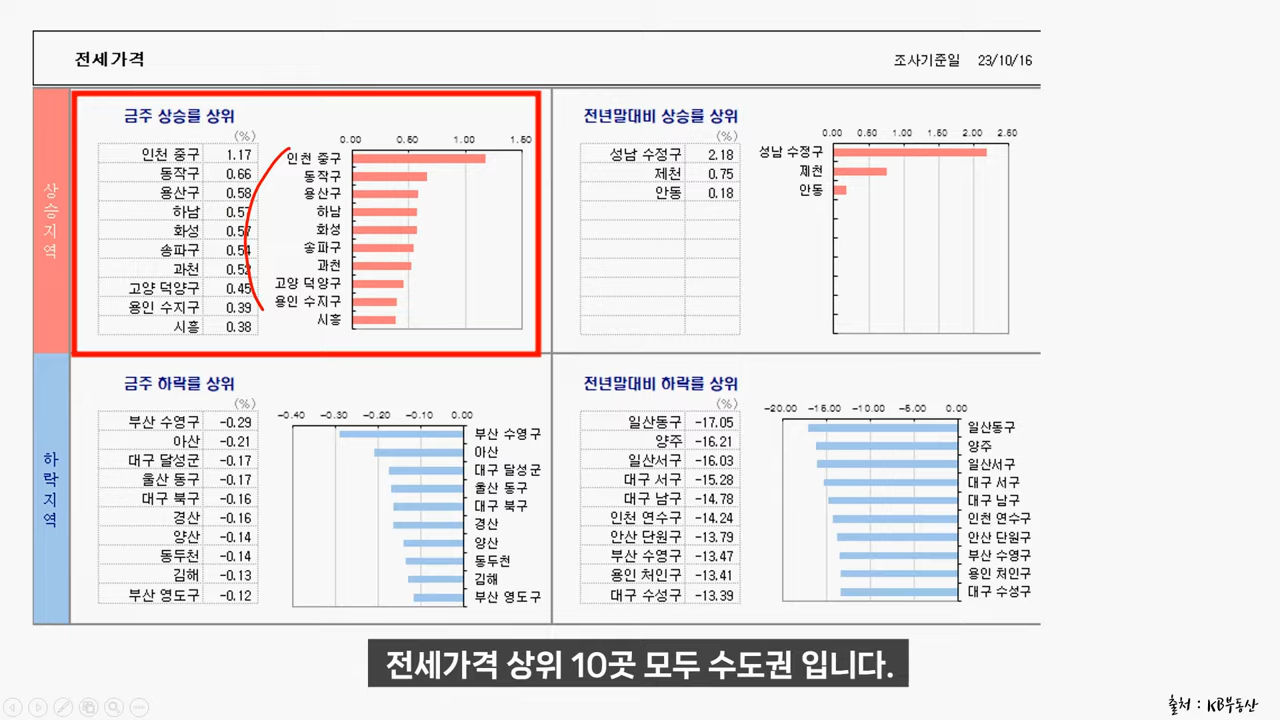 전세가격
조사기준일 23/10/16
상승지역
금주 상승률 상위
(%)
인천 중구 1.17
동작구 0.66
용산구 0.58
하남 0.57
화성 0.57
송파구 0.54
과천 0.52
고양 덕양구 0.45
용인 수지구 0.39
시흥 0.38
0.00 0.50 1.00 1.50
인천 중구
동작구
용산구
하남
화성
송파구
과천
고양 덕양구
용인 수지구
시흥
전년말대비 상승률 상위
(%)
성남 수정구 2.18
제천 0.75
안동 0.18
0.00 0.50 1.00 1.50 2.00 2.50
성남 수정구
제천
안동
하락지역
금주 하락률 상위
(%)
부산 수영구 -0.29
아산 -0.21
대구 달성군 -0.17
울산 동구 -0.17
대구 북구 -0.16
경산 -0.16
양산 -0.14
동두천 -0.14
김해 -0.13
부산 영도구 -0.12
-0.40 -0.30 -0.20 -0.10 0.00
부산 수영구
아산
대구 달성군
울산 동구
대구 북구
경산
양산
동두천
김해
부산 영도구
전년말대비 하락률 상위
(%)
일산동구 -17.05
양주 -16.21
일산서구 -16.03
대구 서구 -15.28
대구 남구 -14.78
인천 연수구 -14.24
안산 단원구 -13.79
부산 수영구 -13.47
용인 처인구 -13.41
대구 수성구 -13.39
-20.00 -15.00 -10.00 -5.00 0.00
일산동구
양주
일산서구
대구 서구
대구 남구
인천 연수구
안산 단원구
부산 수영구
용인 처인구
대구 수성구
전세가격 상위 10곳 모두 수도권 입니다.
출처 : KB부동산